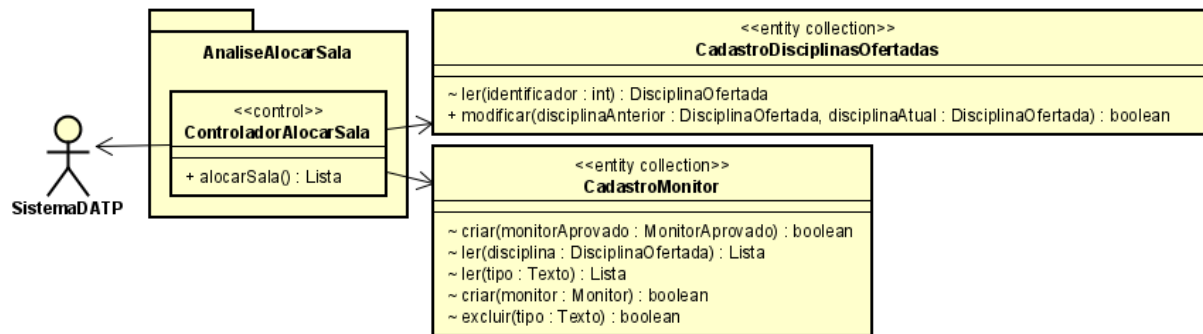 AnaliseAlocarSala
<<control>>
ControladorAlocarSala
+ alocarSala() : Lista
SistemaDATP
<<entity collection>>
CadastroDisciplinasOfertadas
~ ler(identificador : int) : DisciplinaOfertada
+ modificar(disciplinaAnterior : DisciplinaOfertada, disciplinaAtual : DisciplinaOfertada) : boolean
<<entity collection>>
CadastroMonitor
~ criar(monitorAprovado : MonitorAprovado) : boolean
~ ler(disciplina : DisciplinaOfertada) : Lista
~ ler(tipo : Texto) : Lista
~ criar(monitor : Monitor) : boolean
~ excluir(tipo : Texto) : boolean